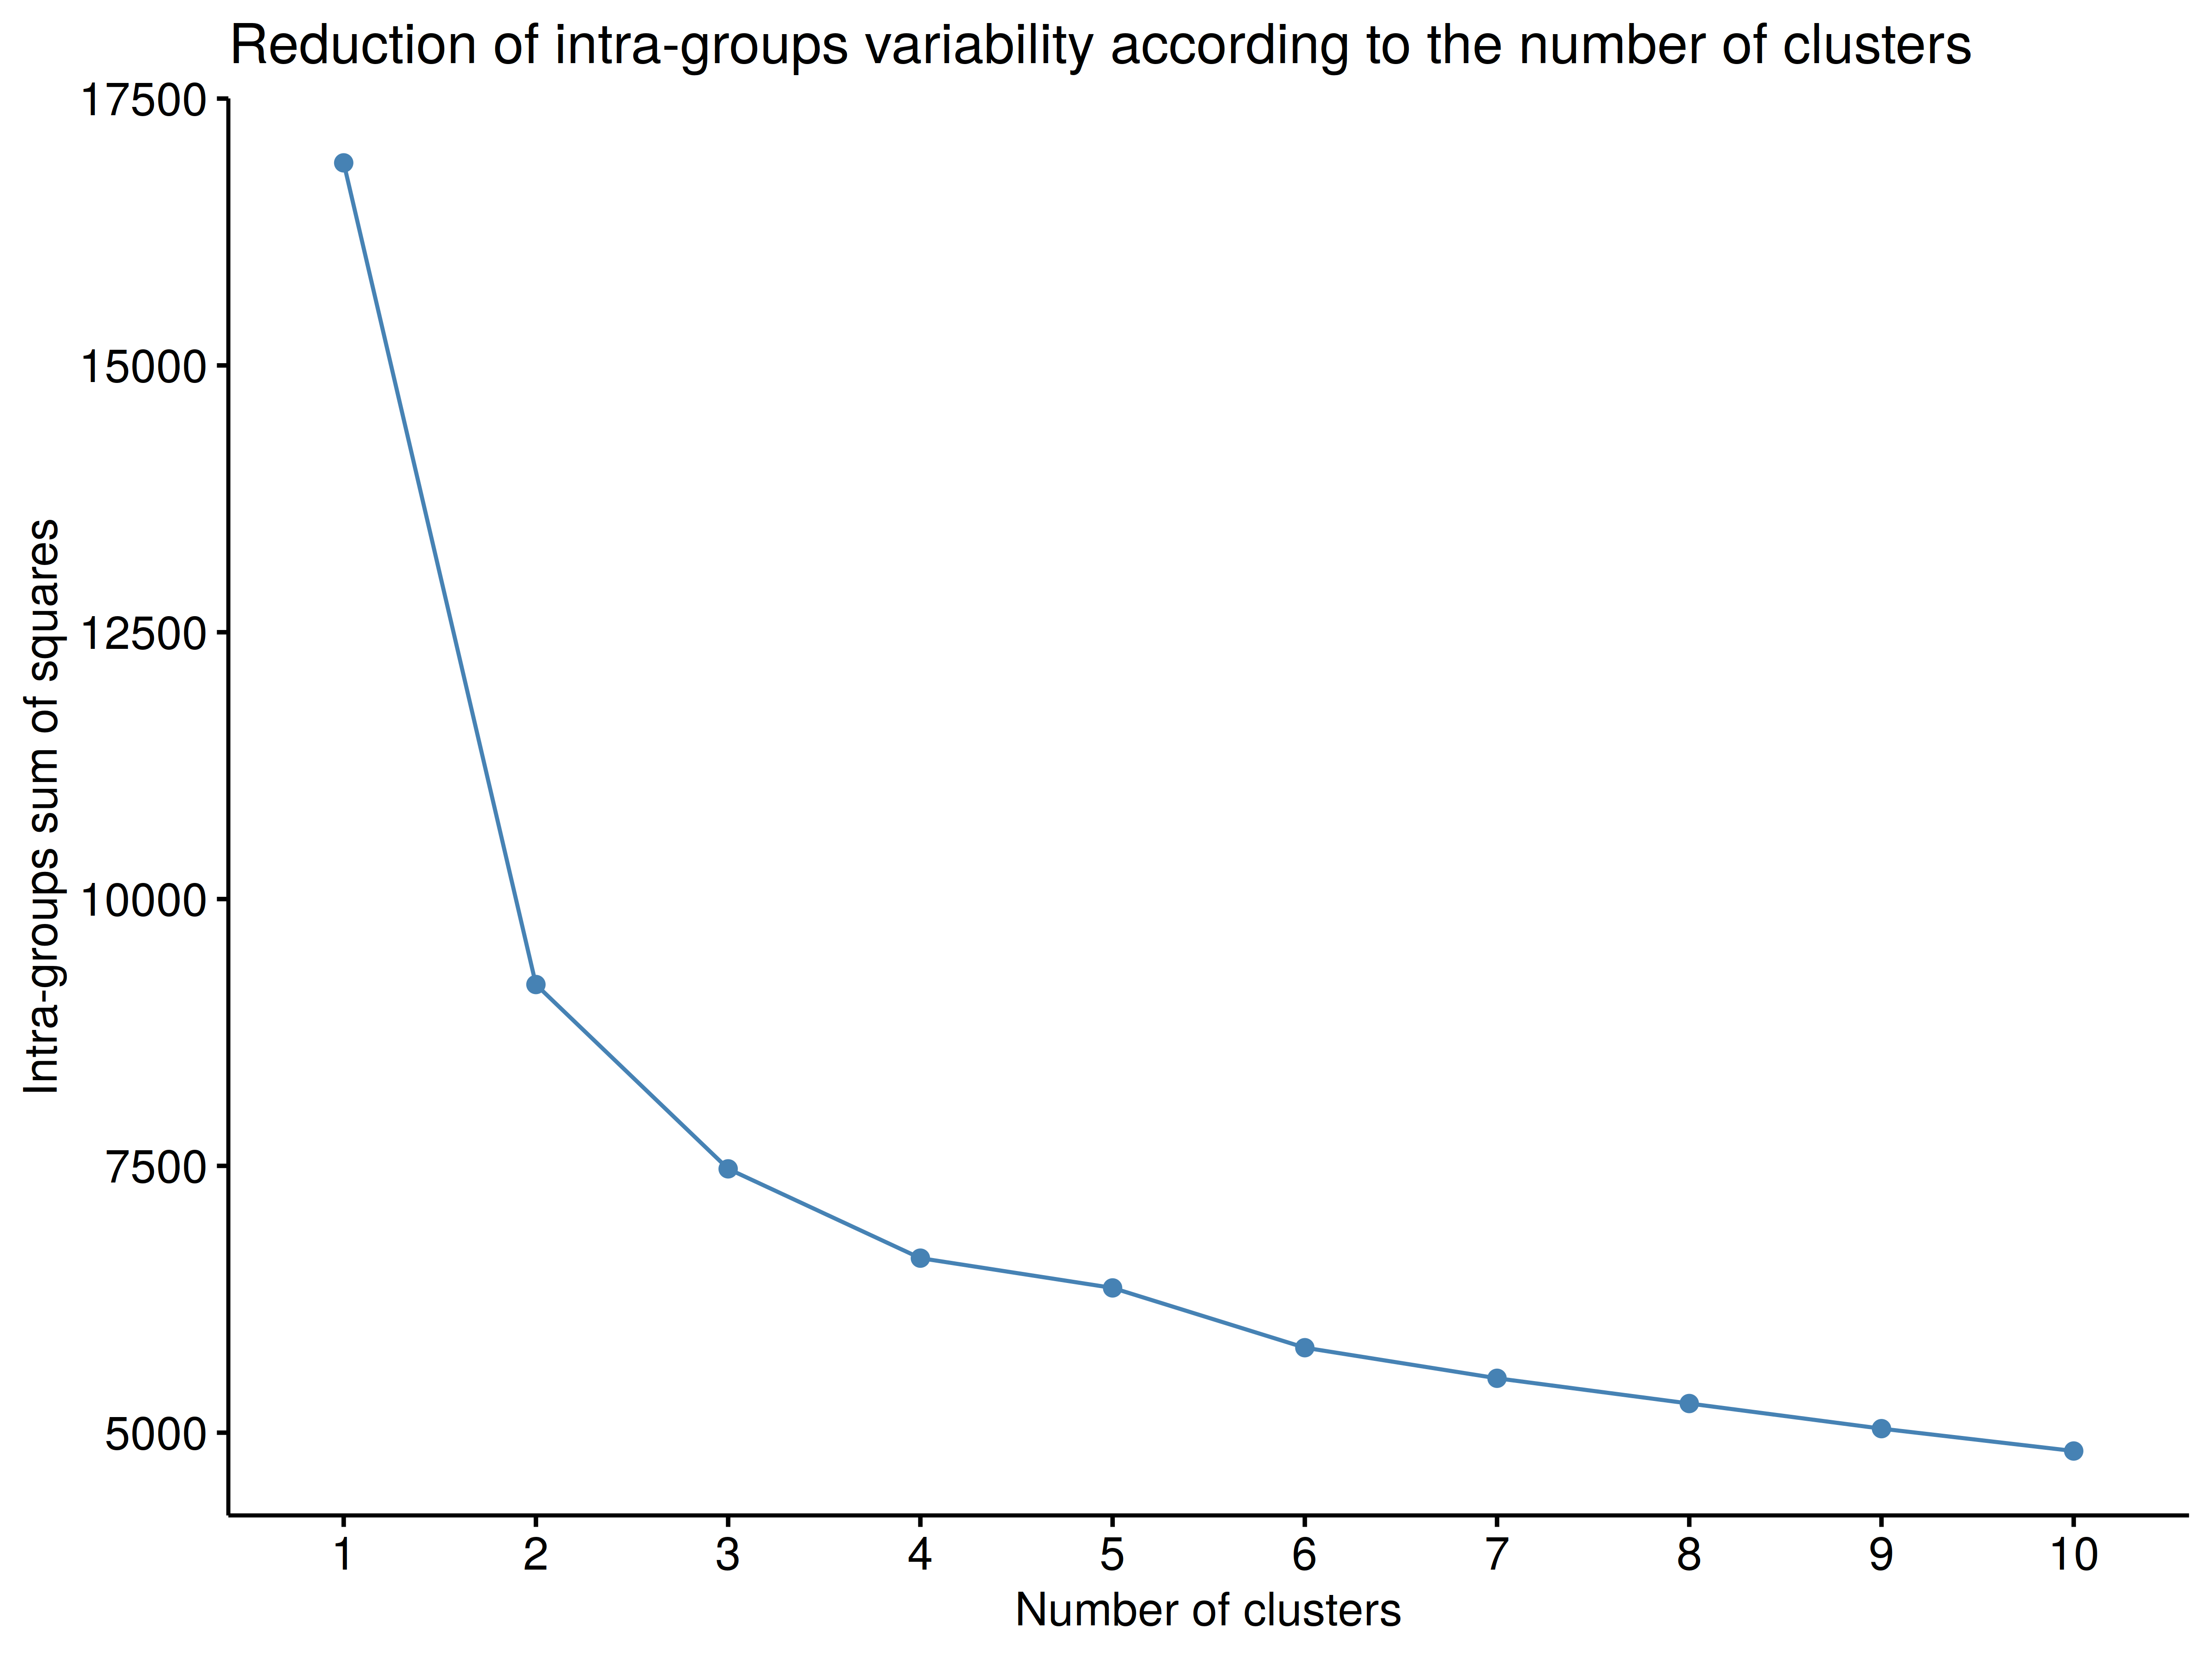 Reduction of intra-groups variability according to the number of clusters
17500
15000
12500
10000
7500
5000
Intra-groups sum of squares
1 2 3 4 5 6 7 8 9 10
Number of clusters